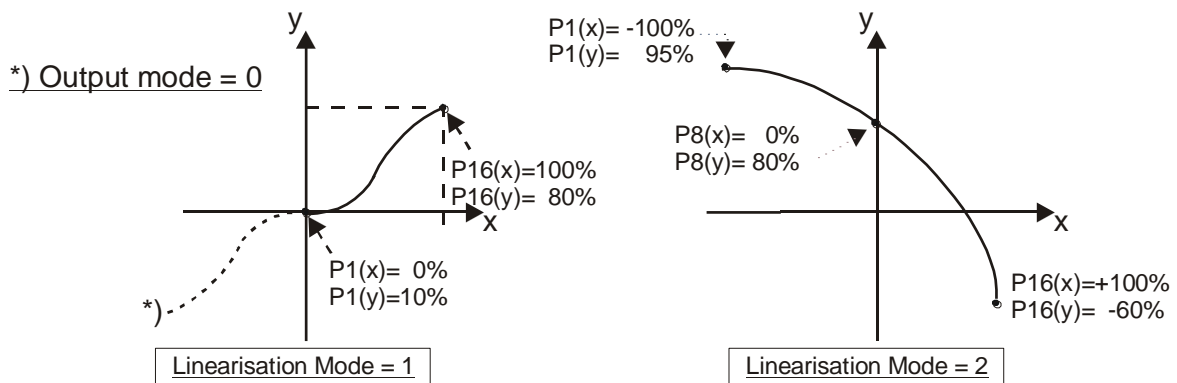 *) Output mode = 0
y
x
P16(x)=100%
P16(y)= 80%
P1(x)= 0%
P1(y)=10%
*)
Linearisation Mode = 1
y
x
P1(x)= -100%
P1(y)= 95%
P8(x)= 0%
P8(y)= 80%
P16(x)=+100%
P16(y)= -60%
Linearisation Mode = 2